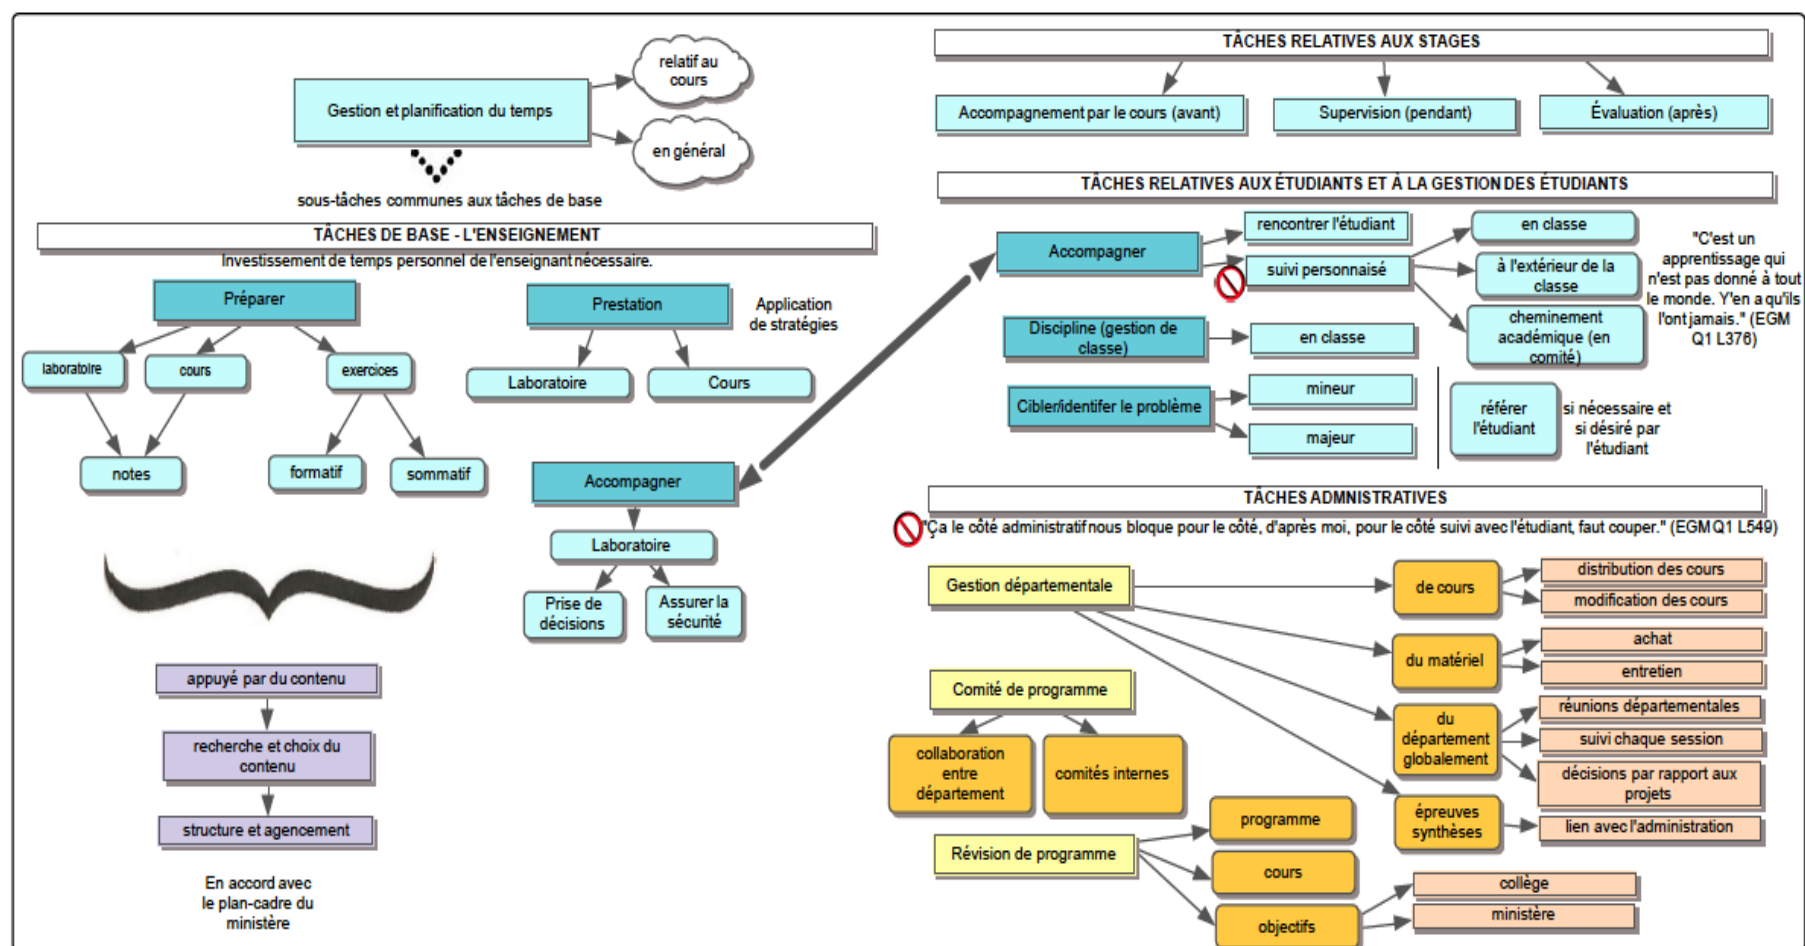 relatif au
cours
Gestion et planification du temps
en général
sous-tâches communes aux tâches de base
TÂCHES DE BASE - L'ENSEIGNEMENT
Investissement de temps personnel de l'enseignant nécessaire.
Préparer
Prestation
Application
de stratégies
laboratoire
cours
exercices
Laboratoire
Cours
notes
formatif
sommatif
Accompagner
Laboratoire
Prise de
décisions
Assurer la
sécurité
appuyé par du contenu
recherche et choix du
contenu
structure et agencement
En accord avec
le plan-cadre du
ministère
TÂCHES RELATIVES AUX STAGES
Accompagnement par le cours (avant)
Supervision (pendant)
Évaluation (après)
TÂCHES RELATIVES AUX ÉTUDIANTS ET À LA GESTION DES ÉTUDIANTS
Accompagner
rencontrer l'étudiant
suivi personnaisé
en classe
à l'extérieur de la
classe
cheminement
académique (en
comité)
"C'est un
apprentissage qui
n'est pas donné à tout
le monde. Y'en a qu'ils
l'ont jamais." (EGM
Q1 L376)
Discipline (gestion de
classe)
en classe
Cibler/identifer le problème
mineur
majeur
référer
l'étudiant
si nécessaire et
si désiré par
l'étudiant
TÂCHES ADMNISTRATIVES
"Ça le côté administratif nous bloque pour le côté, d'après moi, pour le côté suivi avec l'étudiant, faut couper." (EGM Q1 L549)
Gestion départementale
de cours
distribution des cours
modification des cours
du matériel
achat
entretien
du
département
globalement
réunions départementales
suivi chaque session
décisions par rapport aux
projets
épreuves
synthèses
lien avec l'administration
Comité de programme
collaboration
entre
département
comités internes
Révision de programme
programme
cours
objectifs
collège
ministère